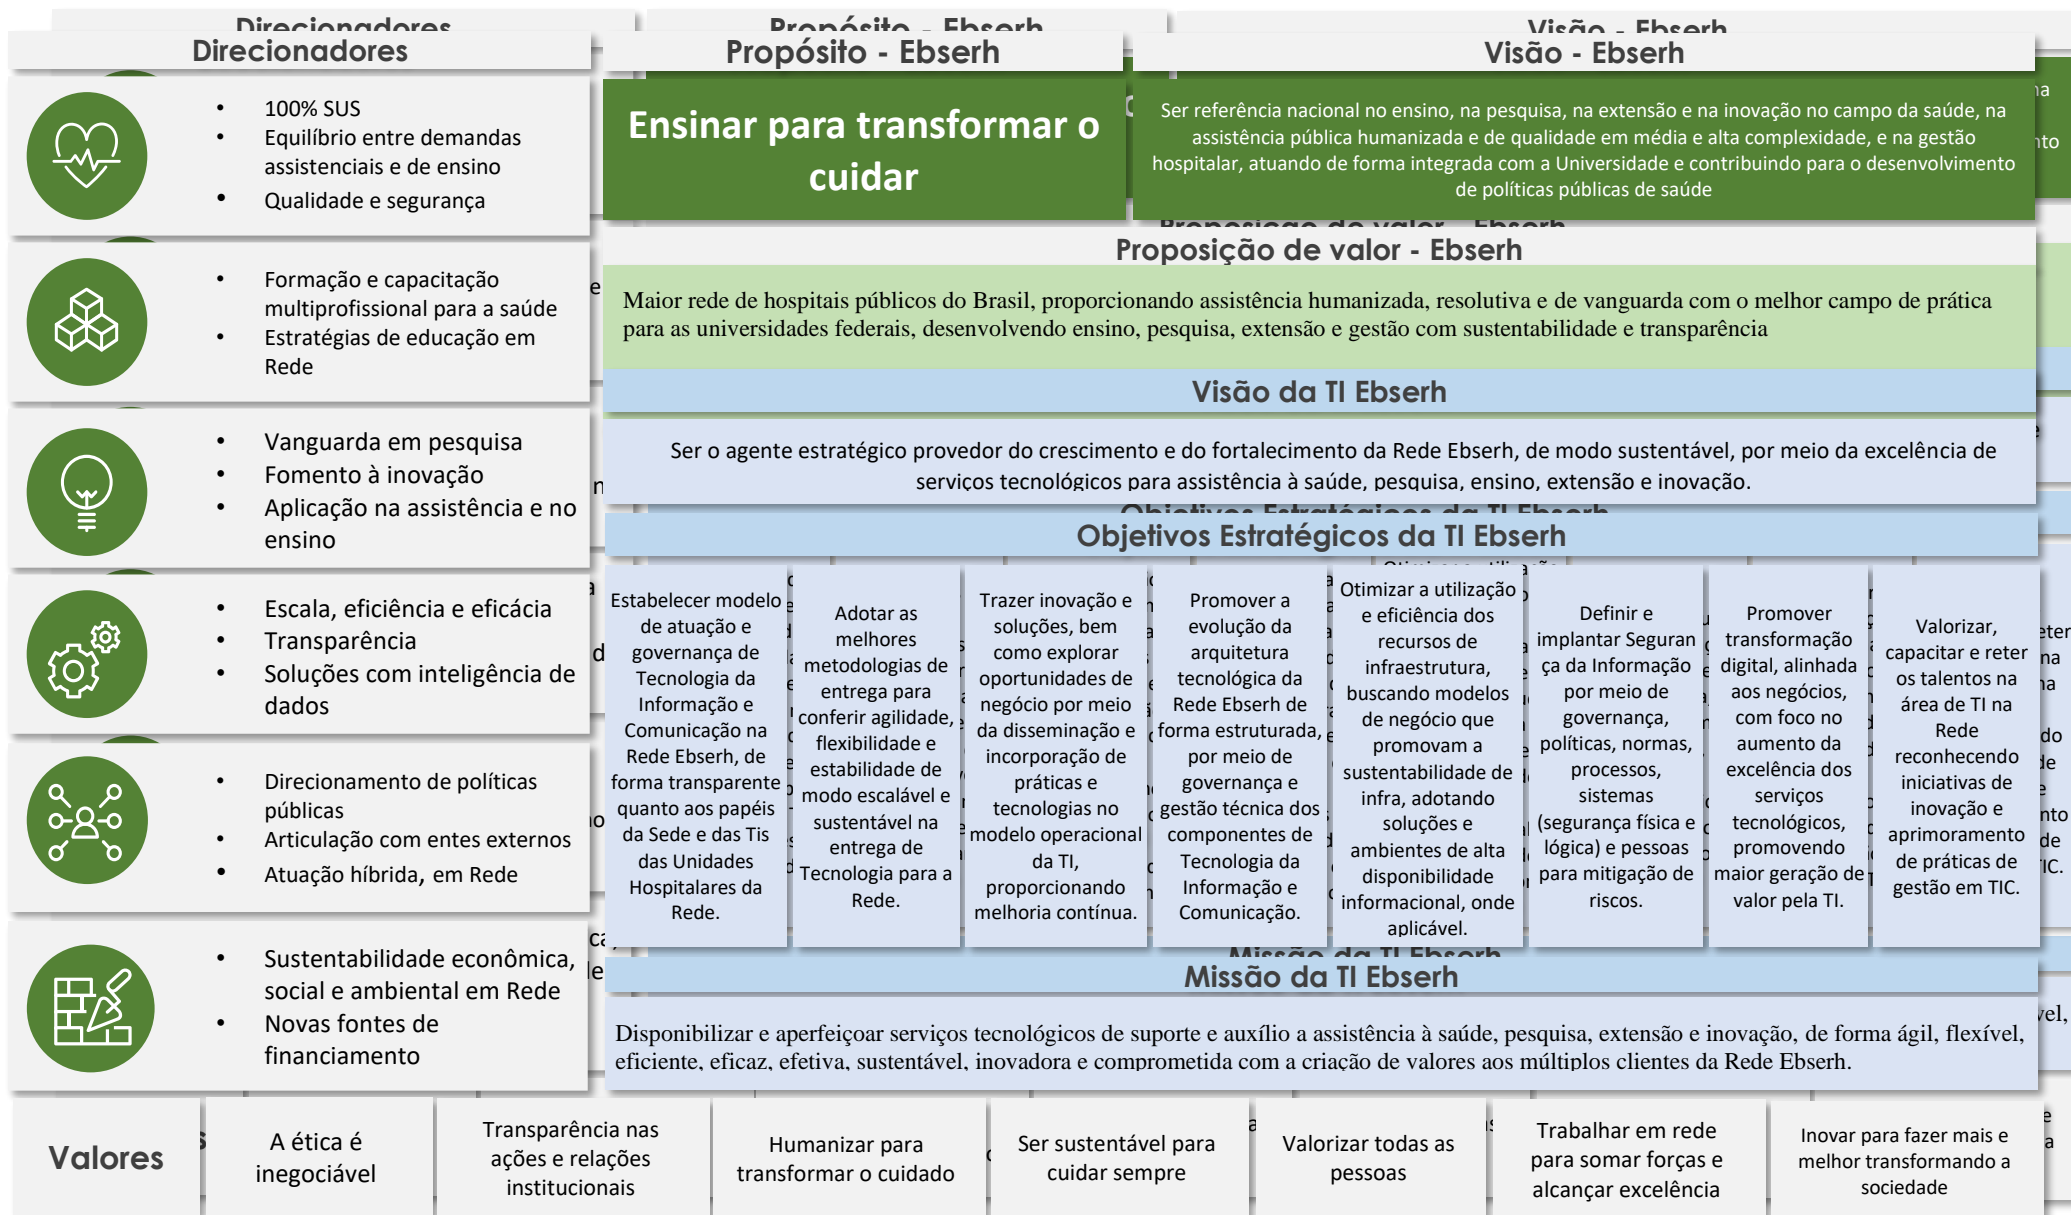 Direcionadores
• 100% SUS
• Equilíbrio entre demandas
assistenciais e de ensino
• Qualidade e segurança
• Formação e capacitação
multiprofissional para a saúde
• Estratégias de educação em
Rede
• Vanguarda em pesquisa
• Fomento à inovação
• Aplicação na assistência e no
ensino
• Escala, eficiência e eficácia
• Transparência
• Soluções com inteligência de
dados
• Direcionamento de políticas
públicas
• Articulação com entes externos
• Atuação híbrida, em Rede
• Sustentabilidade econômica,
social e ambiental em Rede
• Novas fontes de
financiamento
Propósito - Ebserh
Ensinar para transformar o
cuidar
Visão - Ebserh
Ser referência nacional no ensino, na pesquisa, na extensão e na inovação no campo da saúde, na
assistência pública humanizada e de qualidade em média e alta complexidade, e na gestão
hospitalar, atuando de forma integrada com a Universidade e contribuindo para o desenvolvimento
de políticas públicas de saúde
Proposição de valor - Ebserh
Maior rede de hospitais públicos do Brasil, proporcionando assistência humanizada, resolutiva e de vanguarda com o melhor campo de prática
para as universidades federais, desenvolvendo ensino, pesquisa, extensão e gestão com sustentabilidade e transparência
Visão da TI Ebserh
Ser o agente estratégico provedor do crescimento e do fortalecimento da Rede Ebserh, de modo sustentável, por meio da excelência de
serviços tecnológicos para assistência à saúde, pesquisa, ensino, extensão e inovação.
Objetivos Estratégicos da TI Ebserh
Estabelecer modelo
de atuação e
governança de
Tecnologia da
Informação e
Comunicação na
Rede Ebserh, de
forma transparente
quanto aos papéis
da Sede e das Tis
das Unidades
Hospitalares da
Rede.
Adotar as
melhores
metodologias de
entrega para
conferir agilidade,
flexibilidade e
estabilidade de
modo escalável e
sustentável na
entrega de
Tecnologia para a
Rede.
Trazer inovação e
soluções, bem
como explorar
oportunidades de
negócio por meio
da disseminação e
incorporação de
práticas e
tecnologias no
modelo operacional
da TI,
proporcionando
melhoria contínua.
Promover a
evolução da
arquitetura
tecnológica da
Rede Ebserh de
forma estruturada,
por meio de
governança e
gestão técnica dos
componentes de
Tecnologia da
Informação e
Comunicação.
Otimizar a utilização
e eficiência dos
recursos de
infraestrutura,
buscando modelos
de negócio que
promovam a
sustentabilidade de
infra, adotando
soluções e
ambientes de alta
disponibilidade
informacional, onde
aplicável.
Definir e
implantar Seguran
ça da Informação
por meio de
governança,
políticas, normas,
processos,
sistemas
(segurança física e
lógica) e pessoas
para mitigação de
riscos.
Promover
transformação
digital, alinhada
aos negócios,
com foco no
aumento da
excelência dos
serviços
tecnológicos,
promovendo
maior geração de
valor pela TI.
Valorizar,
capacitar e reter
os talentos na
área de TI na
Rede
reconhecendo
iniciativas de
inovação e
aprimoramento
de práticas de
gestão em TIC.
Missão da TI Ebserh
Disponibilizar e aperfeiçoar serviços tecnológicos de suporte e auxílio a assistência à saúde, pesquisa, extensão e inovação, de forma ágil, flexível,
eficiente, eficaz, efetiva, sustentável, inovadora e comprometida com a criação de valores aos múltiplos clientes da Rede Ebserh.
Valores
A ética é
inegociável
Transparência nas
ações e relações
institucionais
Humanizar para
transformar o cuidado
Ser sustentável para
cuidar sempre
Valorizar todas as
pessoas
Trabalhar em rede
para somar forças e
alcançar excelência
Inovar para fazer mais e
melhor transformando a
sociedade